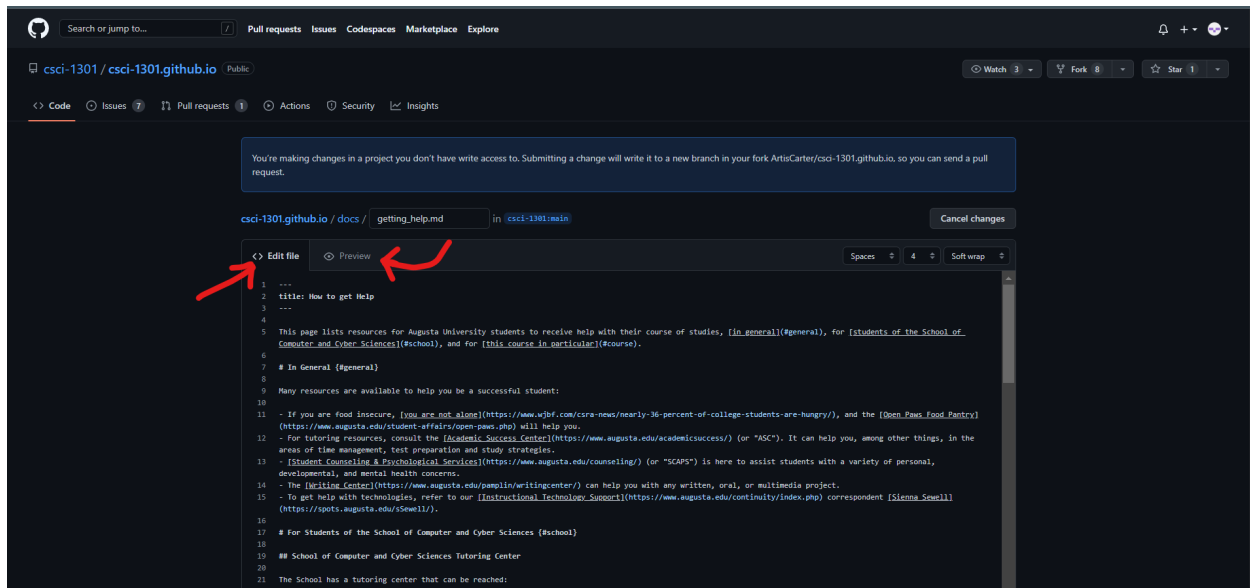 Search or jump to... / Pull requests Issues Codespaces Marketplace Explore
csci-1301 / csci-1301.github.io Public Watch 3 Fork 8 Star 1
<> Code Issues 7 Pull requests 1 Actions Security Insights
You're making changes in a project you don't have write access to. Submitting a change will write it to a new branch in your fork ArtisCarter/csci-1301.github.io, so you can send a pull
request.
csci-1301.github.io / docs / getting_help.md in csci-1301:main Cancel changes
<> Edit file Preview Spaces 4 Soft wrap
1 ---
2 title: How to get Help
3 ---
4
5 This page lists resources for Augusta University students to receive help with their course of studies, [in general](#general), for [students of the School of
Computer and Cyber Sciences](#school), and for [this course in particular](#course).
6
7 # In General {#general}
8
9 Many resources are available to help you be a successful student:
10
11 - If you are food insecure, [you are not alone](https://www.wjbf.com/csra-news/nearly-36-percent-of-college-students-are-hungry/), and the [Open Paws Food Pantry]
(https://www.augusta.edu/student-affairs/open-paws.php) will help you.
12 - For tutoring resources, consult the [Academic Success Center](https://www.augusta.edu/academicsuccess/) (or "ASC"). It can help you, among other things, in the
areas of time management, test preparation and study strategies.
13 - [Student Counseling & Psychological Services](https://www.augusta.edu/counseling/) (or "SCAPS") is here to assist students with a variety of personal,
developmental, and mental health concerns.
14 - The [Writing Center](https://www.augusta.edu/pamplin/writingcenter/) can help you with any written, oral, or multimedia project.
15 - To get help with technologies, refer to our [Instructional Technology Support](https://www.augusta.edu/continuity/index.php) correspondent [Sienna Sewell]
(https://spots.augusta.edu/sSewell/).
16
17 # For Students of the School of Computer and Cyber Sciences {#school}
18
19 ## School of Computer and Cyber Sciences Tutoring Center
20
21 The School has a tutoring center that can be reached: